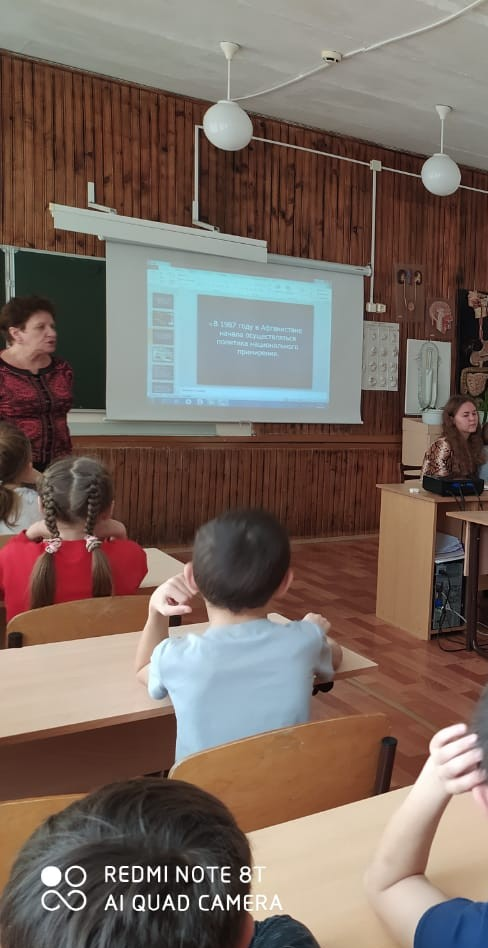 В 1987 году в Афганистане
начала осуществляться
политика национального
примирения.
REDMI NOTE 8T
AI QUAD CAMERA